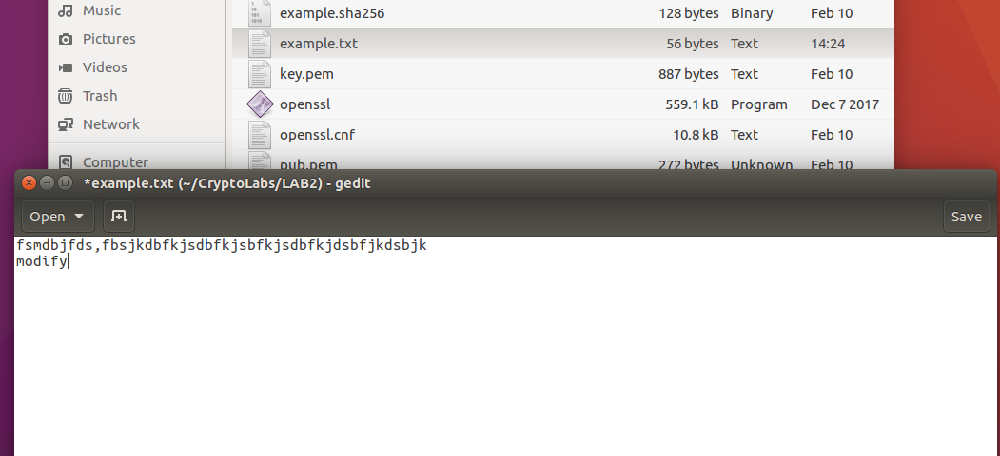 Music
example.sha256 128 bytes Binary Feb 10
Pictures
example.txt 56 bytes Text 14:24
Videos
key.pem 887 bytes Text Feb 10
Trash
openssl 559.1 kB Program Dec 7 2017
Network
openssl.cnf 10.8 kB Text Feb 10
Computer
pub.pem 272 bytes Unknown Feb 10
*example.txt (~/CryptoLabs/LAB2) - gedit
Open Save
fsmdbjfds,fbsjkdbfkjsdbfkjsbfkjsdbfkjdsbfjkdsbjk
modify